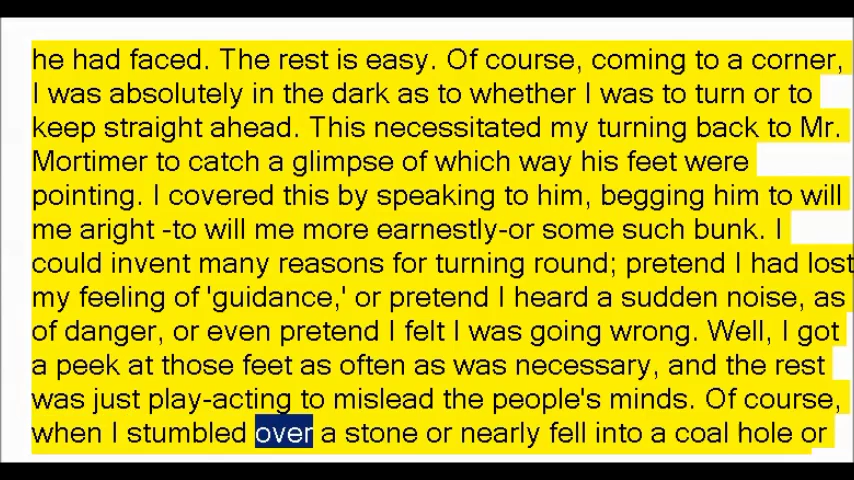 he had faced. The rest is easy. Of course, coming to a corner,
I was absolutely in the dark as to whether I was to turn or to
keep straight ahead. This necessitated my turning back to Mr.
Mortimer to catch a glimpse of which way his feet were
pointing. I covered this by speaking to him, begging him to will
me aright -to will me more earnestly-or some such bunk. I
could invent many reasons for turning round; pretend I had lost
my feeling of 'guidance,' or pretend I heard a sudden noise, as
of danger, or even pretend I felt I was going wrong. Well, I got
a peek at those feet as often as was necessary, and the rest
was just play-acting to mislead the people's minds. Of course,
when I stumbled over a stone or nearly fell into a coal hole or